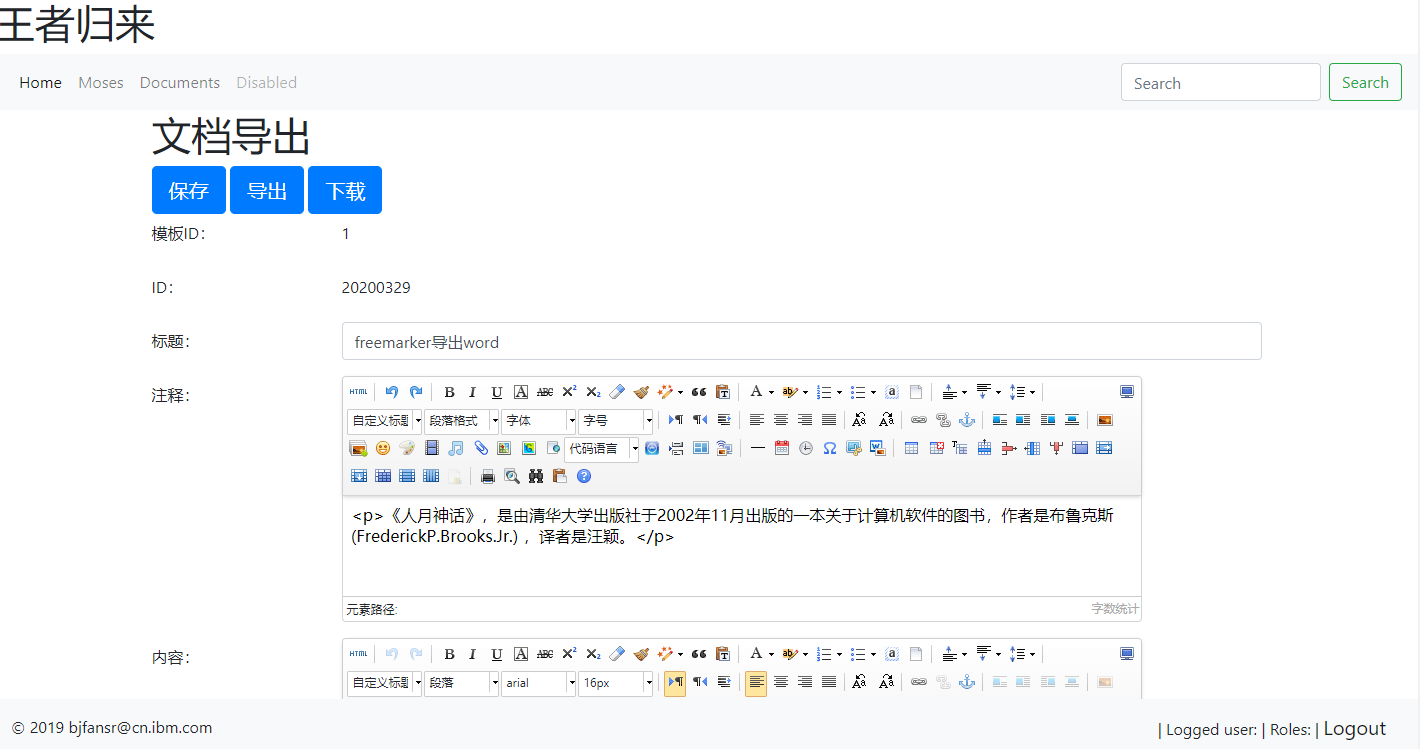 王者归来
Home Moses Documents Disabled Search Search
文档导出
保存 导出 下载
模板ID： 1
ID： 20200329
标题： freemarker导出word
注释：
HTML B I U A ABC X² X₂ A ab a
自定义标题 段落格式 字体 字号
代码语言
<p>《人月神话》，是由清华大学出版社于2002年11月出版的一本关于计算机软件的图书，作者是布鲁克斯
(FrederickP.Brooks.Jr.) ，译者是汪颖。</p>
元素路径: 字数统计
内容：
HTML B I U A ABC X² X₂ A ab a
自定义标题 段落 arial 16px
© 2019 bjfansr@cn.ibm.com | Logged user: | Roles: | Logout